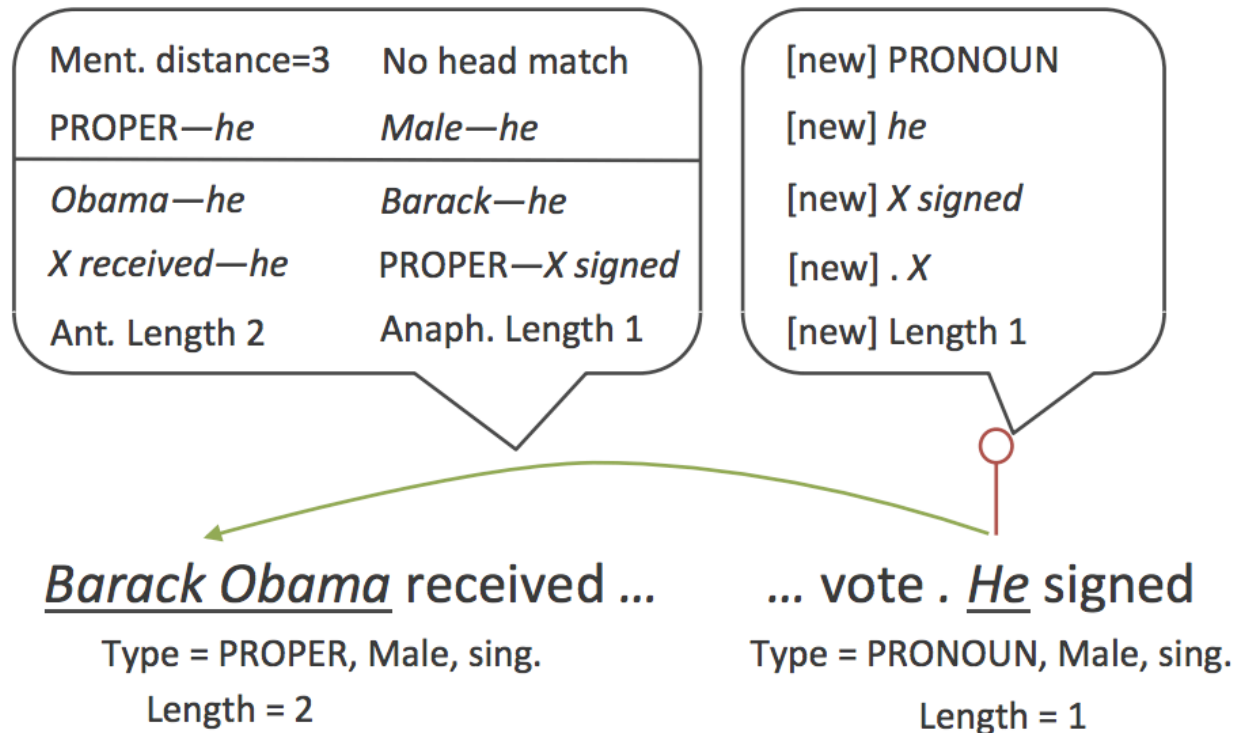 Ment. distance=3 No head match
PROPER—he Male—he
Obama—he Barack—he
X received—he PROPER—X signed
Ant. Length 2 Anaph. Length 1
[new] PRONOUN
[new] he
[new] X signed
[new] . X
[new] Length 1
Barack Obama received ... ... vote . He signed
Type = PROPER, Male, sing.
Length = 2
Type = PRONOUN, Male, sing.
Length = 1